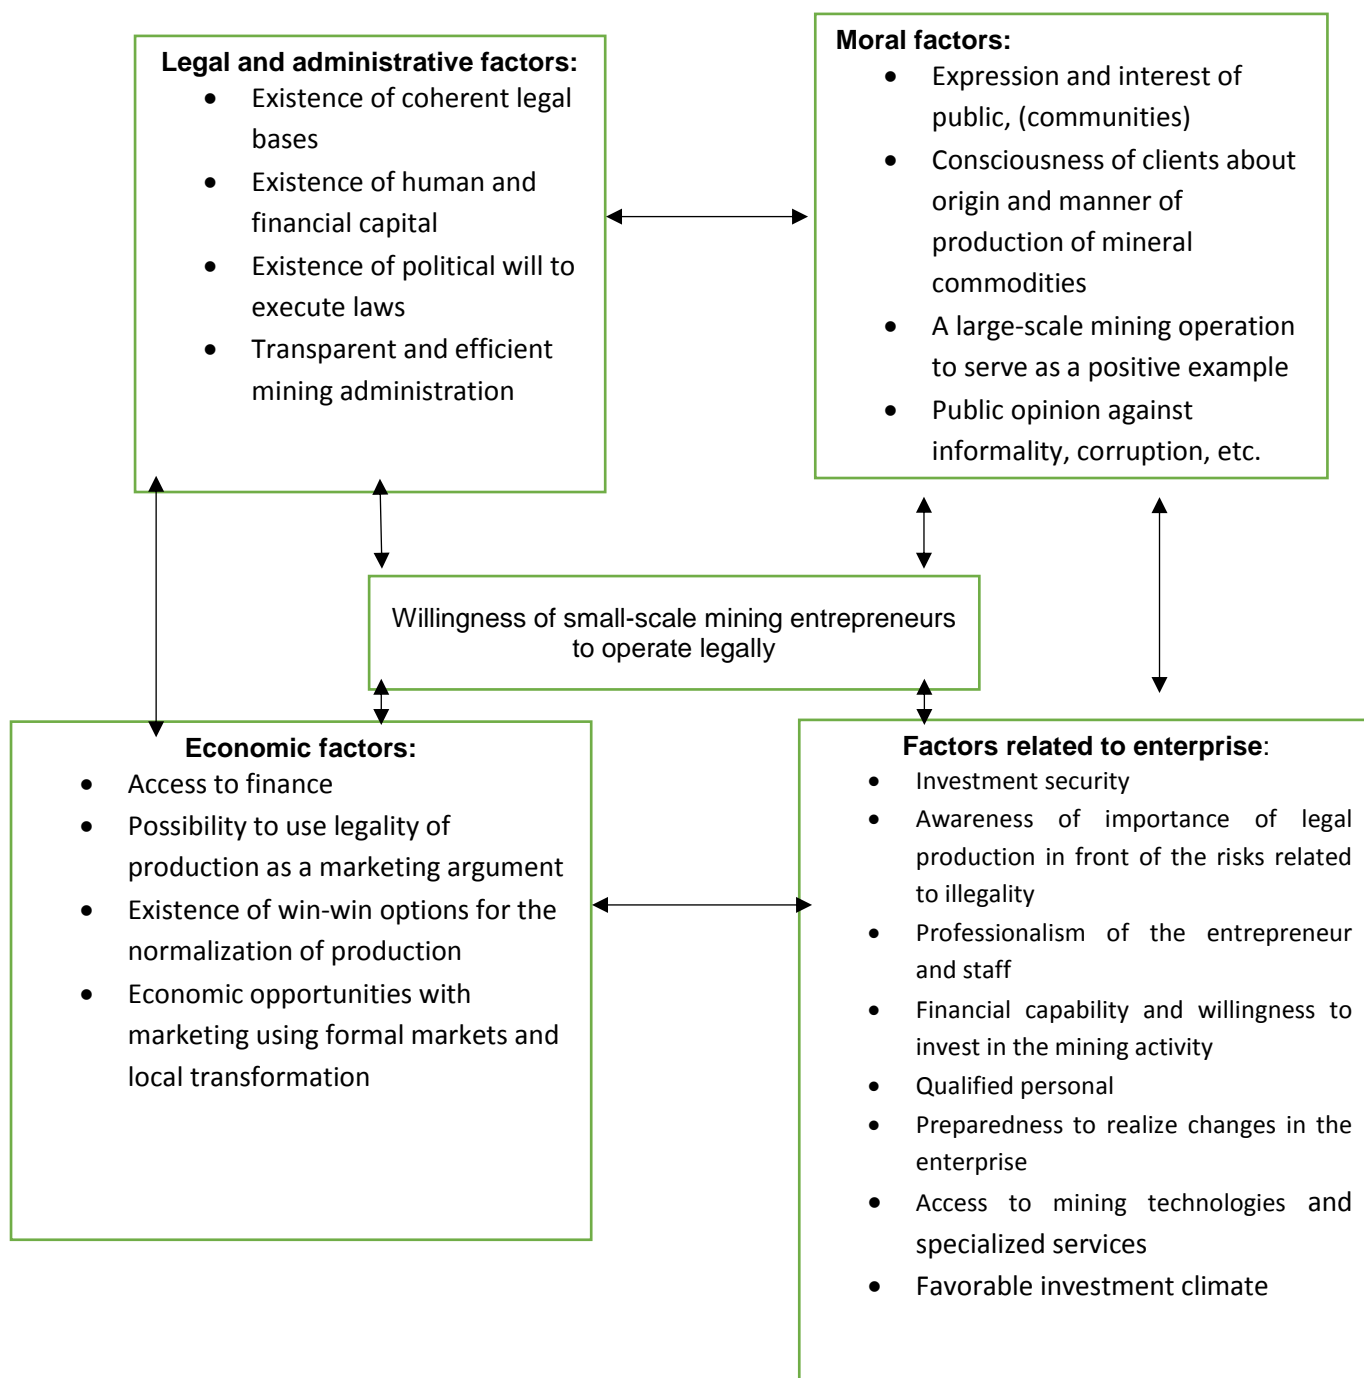 Legal and administrative factors:
• Existence of coherent legal
bases
• Existence of human and
financial capital
• Existence of political will to
execute laws
• Transparent and efficient
mining administration
Moral factors:
• Expression and interest of
public, (communities)
• Consciousness of clients about
origin and manner of
production of mineral
commodities
• A large-scale mining operation
to serve as a positive example
• Public opinion against
informality, corruption, etc.
Willingness of small-scale mining entrepreneurs
to operate legally
Economic factors:
• Access to finance
• Possibility to use legality of
production as a marketing argument
• Existence of win-win options for the
normalization of production
• Economic opportunities with
marketing using formal markets and
local transformation
Factors related to enterprise:
• Investment security
• Awareness of importance of legal
production in front of the risks related
to illegality
• Professionalism of the entrepreneur
and staff
• Financial capability and willingness to
invest in the mining activity
• Qualified personal
• Preparedness to realize changes in the
enterprise
• Access to mining technologies and
specialized services
• Favorable investment climate